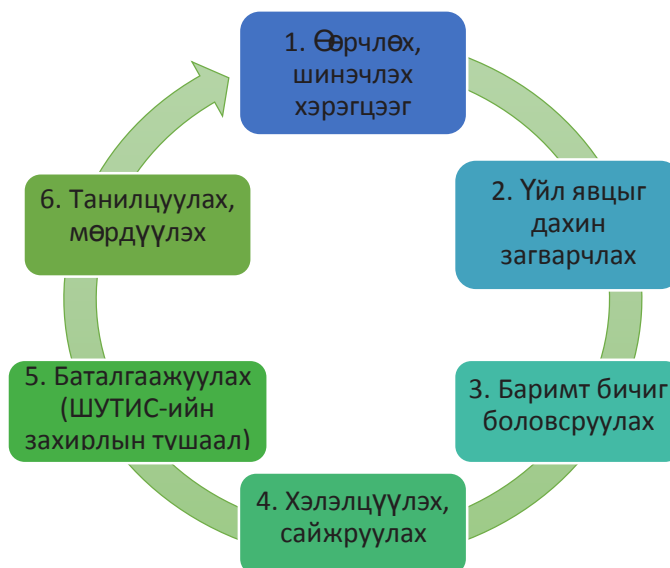 1. Өөрчлөх,
шинэчлэх
хэрэгцээг
2. Үйл явцыг
дахин
загварчлах
3. Баримт бичиг
боловсруулах
4. Хэлэлцүүлэх,
сайжруулах
5. Баталгаажуулах
(ШУТИС-ийн
захирлын тушаал)
6. Танилцуулах,
мөрдүүлэх